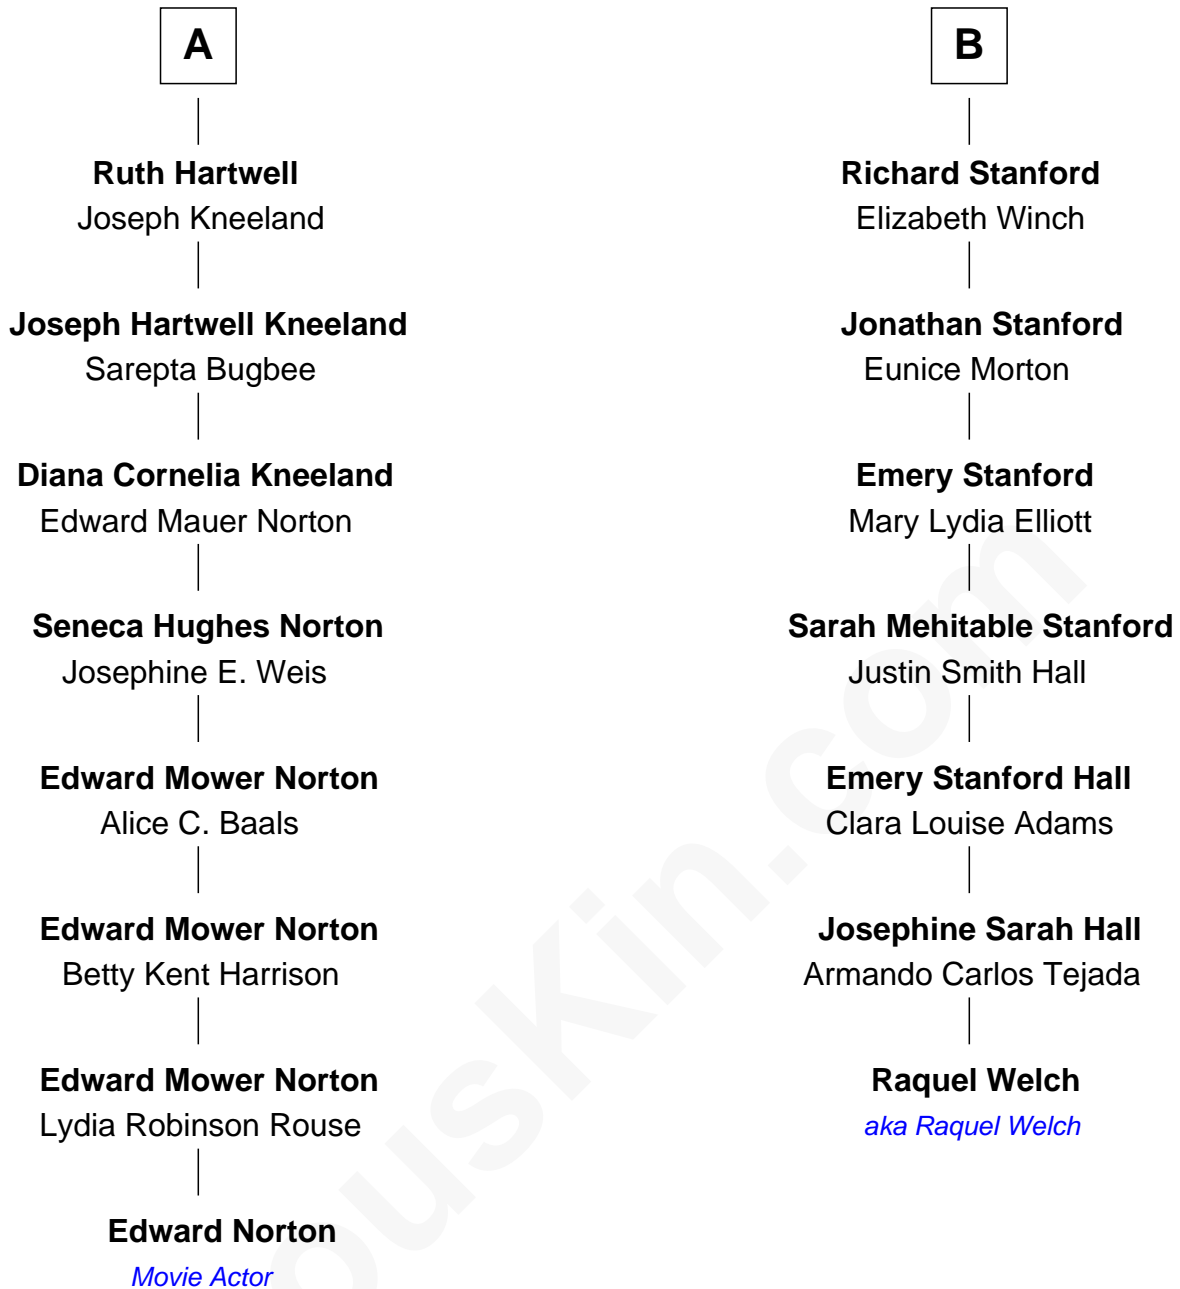 A
Ruth Hartwell
Joseph Kneeland
Joseph Hartwell Kneeland
Sarepta Bugbee
Diana Cornelia Kneeland
Edward Mauer Norton
Seneca Hughes Norton
Josephine E. Weis
Edward Mower Norton
Alice C. Baals
Edward Mower Norton
Betty Kent Harrison
Edward Mower Norton
Lydia Robinson Rouse
Edward Norton
Movie Actor
B
Richard Stanford
Elizabeth Winch
Jonathan Stanford
Eunice Morton
Emery Stanford
Mary Lydia Elliott
Sarah Mehitable Stanford
Justin Smith Hall
Emery Stanford Hall
Clara Louise Adams
Josephine Sarah Hall
Armando Carlos Tejada
Raquel Welch
aka Raquel Welch
ousKin.com